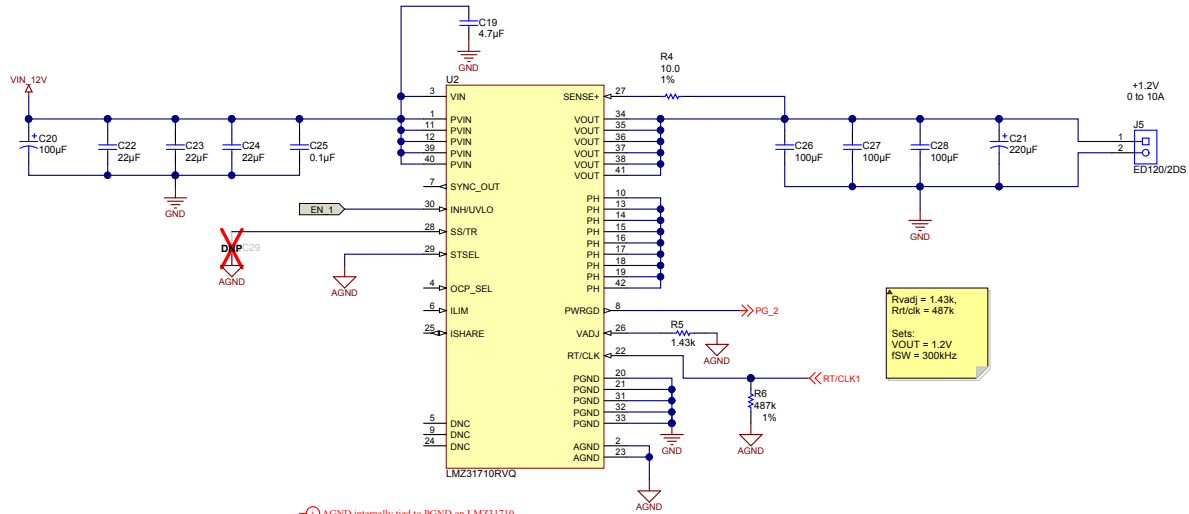 C19
4.7µF
GND
VIN_12V
+
C20
100µF
C22
22µF
C23
22µF
C24
22µF
C25
0.1µF
GND
EN_1
DNP
C29
AGND
AGND
U2
3 VIN
1 PVIN
11 PVIN
12 PVIN
39 PVIN
40 PVIN
7 SYNC_OUT
30 INH/UVLO
28 SS/TR
29 STSEL
4 OCP_SEL
6 ILIM
25 ISHARE
5 DNC
9 DNC
24 DNC
SENSE+ 27
VOUT 34
VOUT 35
VOUT 36
VOUT 37
VOUT 38
VOUT 41
PH 10
PH 13
PH 14
PH 15
PH 16
PH 17
PH 18
PH 19
PH 42
PWRGD 8
VADJ 26
RT/CLK 22
PGND 20
PGND 21
PGND 31
PGND 32
PGND 33
AGND 2
AGND 23
LMZ31710RVQ
R4
10.0
1%
C26
100µF
C27
100µF
C28
100µF
+
C21
220µF
GND
+1.2V
0 to 10A
J5
1
2
ED120/2DS
PG_2
R5
1.43k
AGND
RT/CLK1
R6
487k
1%
AGND
GND
AGND
Rvadj = 1.43k,
Rrt/clk = 487k
Sets:
VOUT = 1.2V
fSW = 300kHz
i AGND internally tied to PGND on LMZ31710